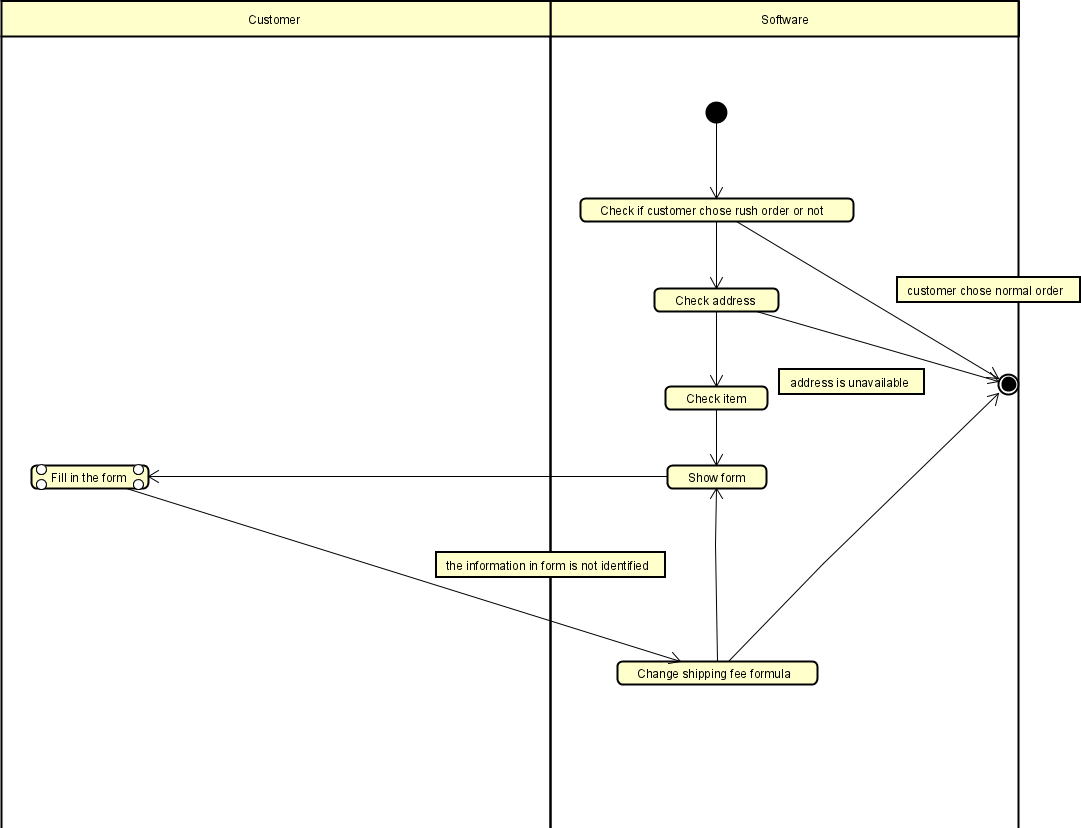 Customer
Software
Check if customer chose rush order or not
customer chose normal order
Check address
address is unavailable
Check item
Fill in the form
Show form
the information in form is not identified
Change shipping fee formula